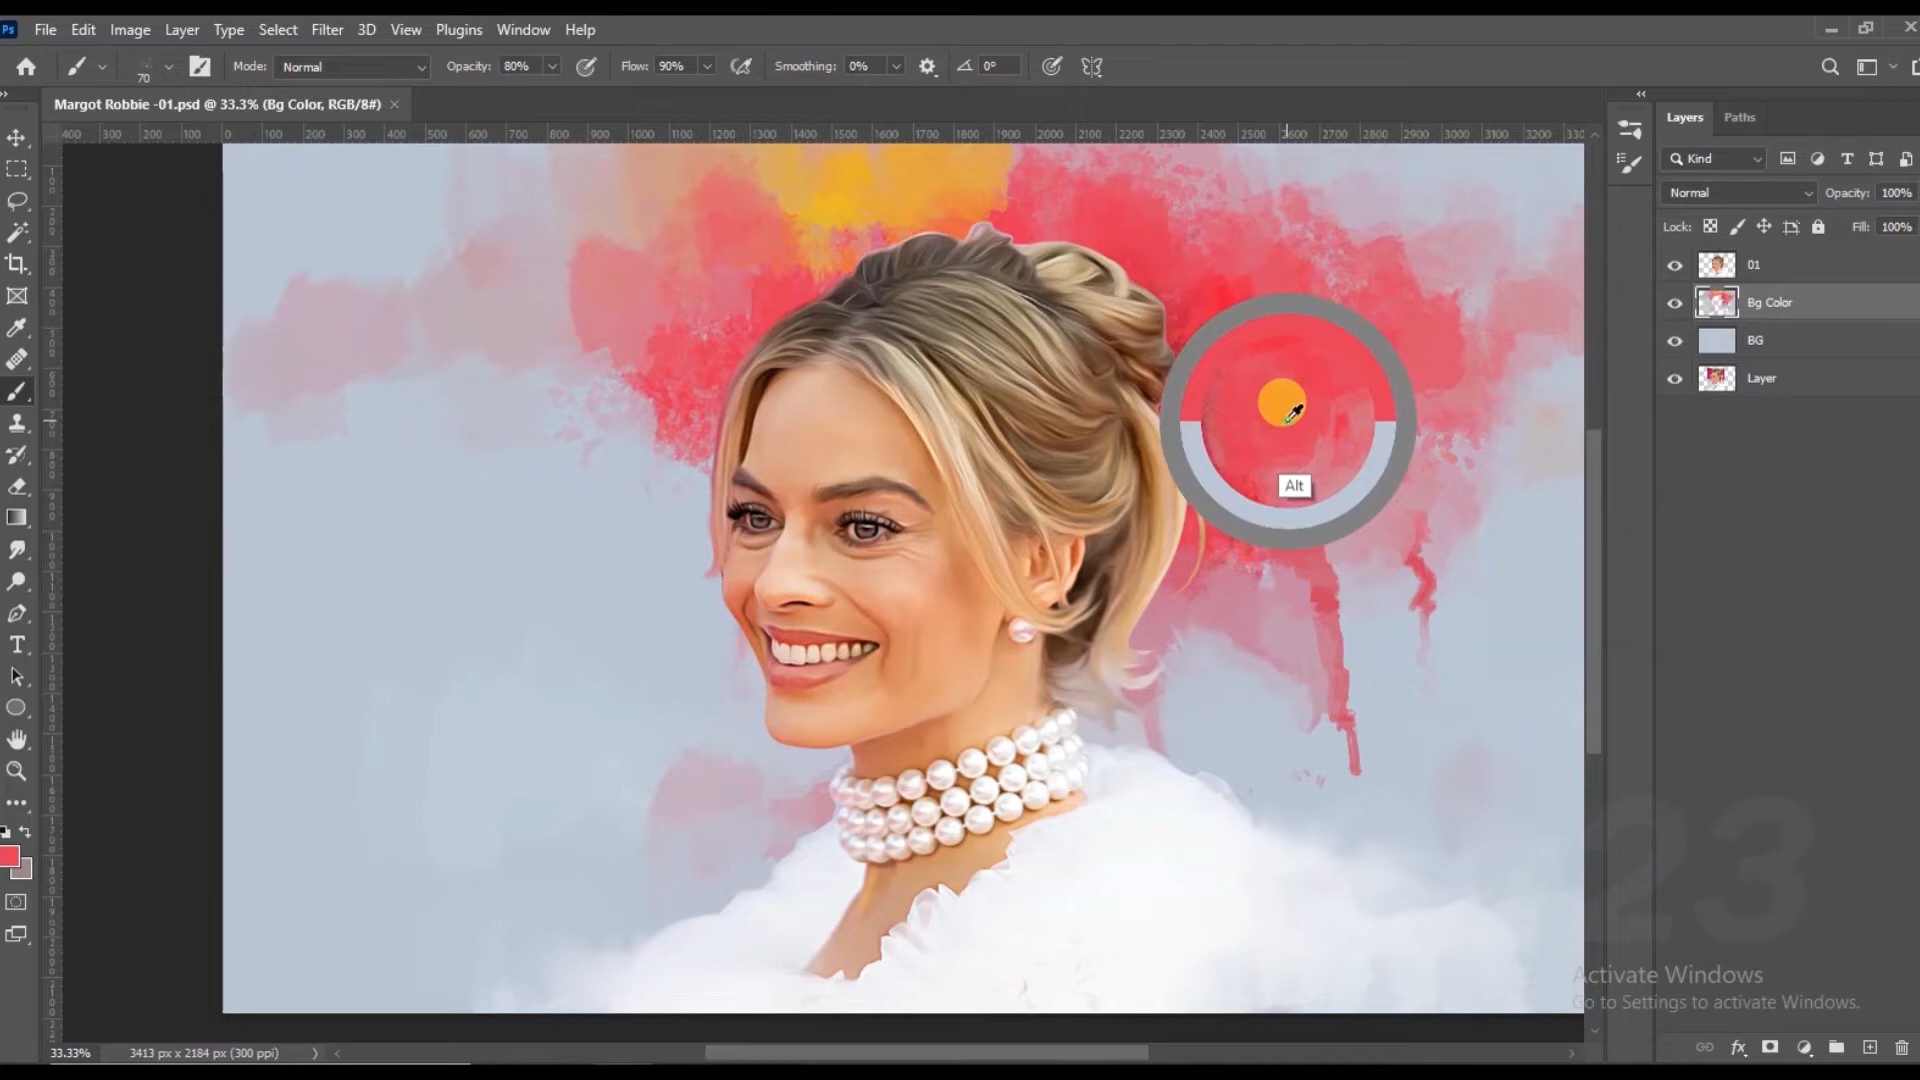 Ps File Edit Image Layer Type Select Filter 3D View Plugins Window Help
70 Mode: Normal Opacity: 80% Flow: 90% Smoothing: 0% 0°
Margot Robbie -01.psd @ 33.3% (Bg Color, RGB/8#) ×
400 300 200 100 0 100 200 300 400 500 600 700 800 900 1000 1100 1200 1300 1400 1500 1600 1700 1800 1900 2000 2100 2200 2300 2400 2500 2600 2700 2800 2900 3000 3100 3200 330
Layers Paths
Kind
Normal Opacity: 100%
Lock: Fill: 100%
01
Bg Color
BG
Layer
Alt
23
Activate Windows
Go to Settings to activate Windows.
33.33% 3413 px x 2184 px (300 ppi)
fx